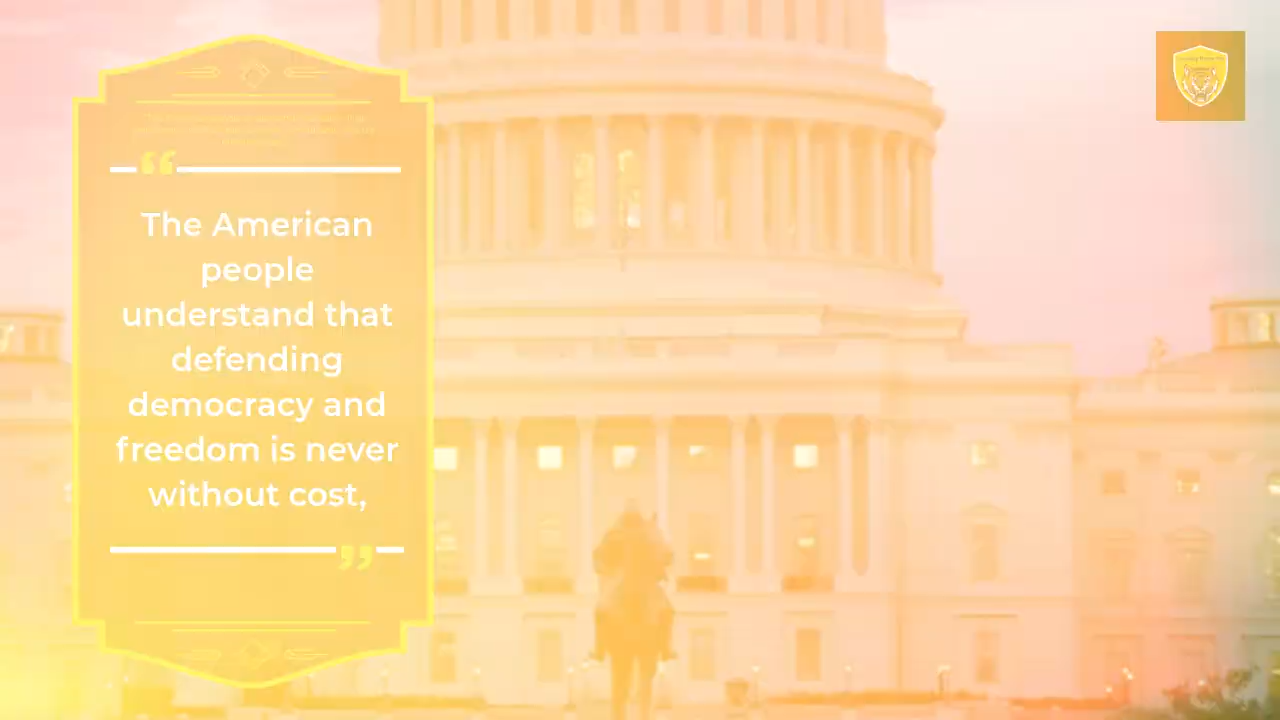 The American
people
understand that
defending
democracy and
freedom is never
without cost,